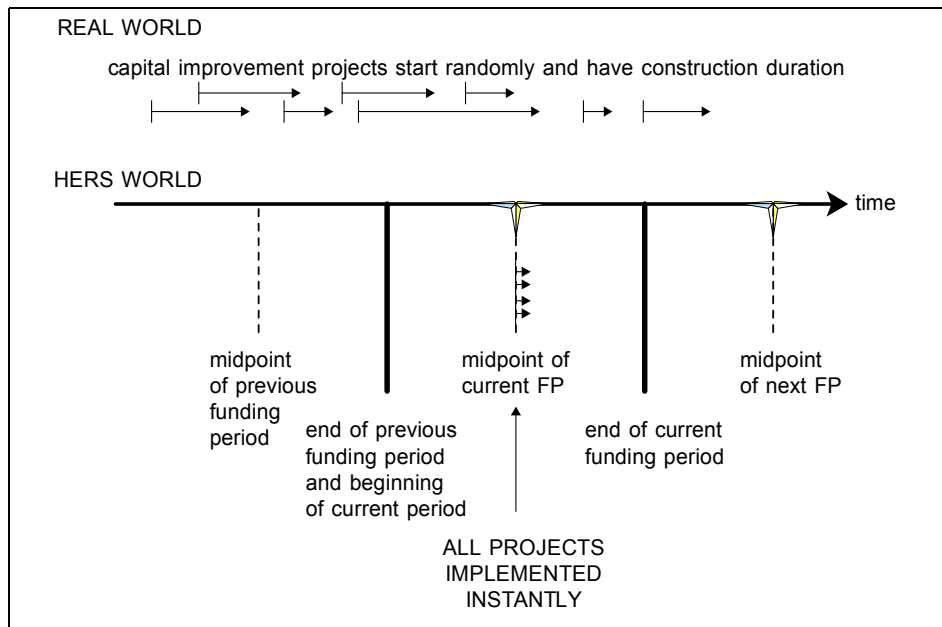 REAL WORLD
capital improvement projects start randomly and have construction duration
HERS WORLD
time
midpoint
of previous
funding
period
end of previous
funding period
and beginning
of current period
midpoint of
current FP
end of current
funding period
midpoint
of next FP
ALL PROJECTS
IMPLEMENTED
INSTANTLY